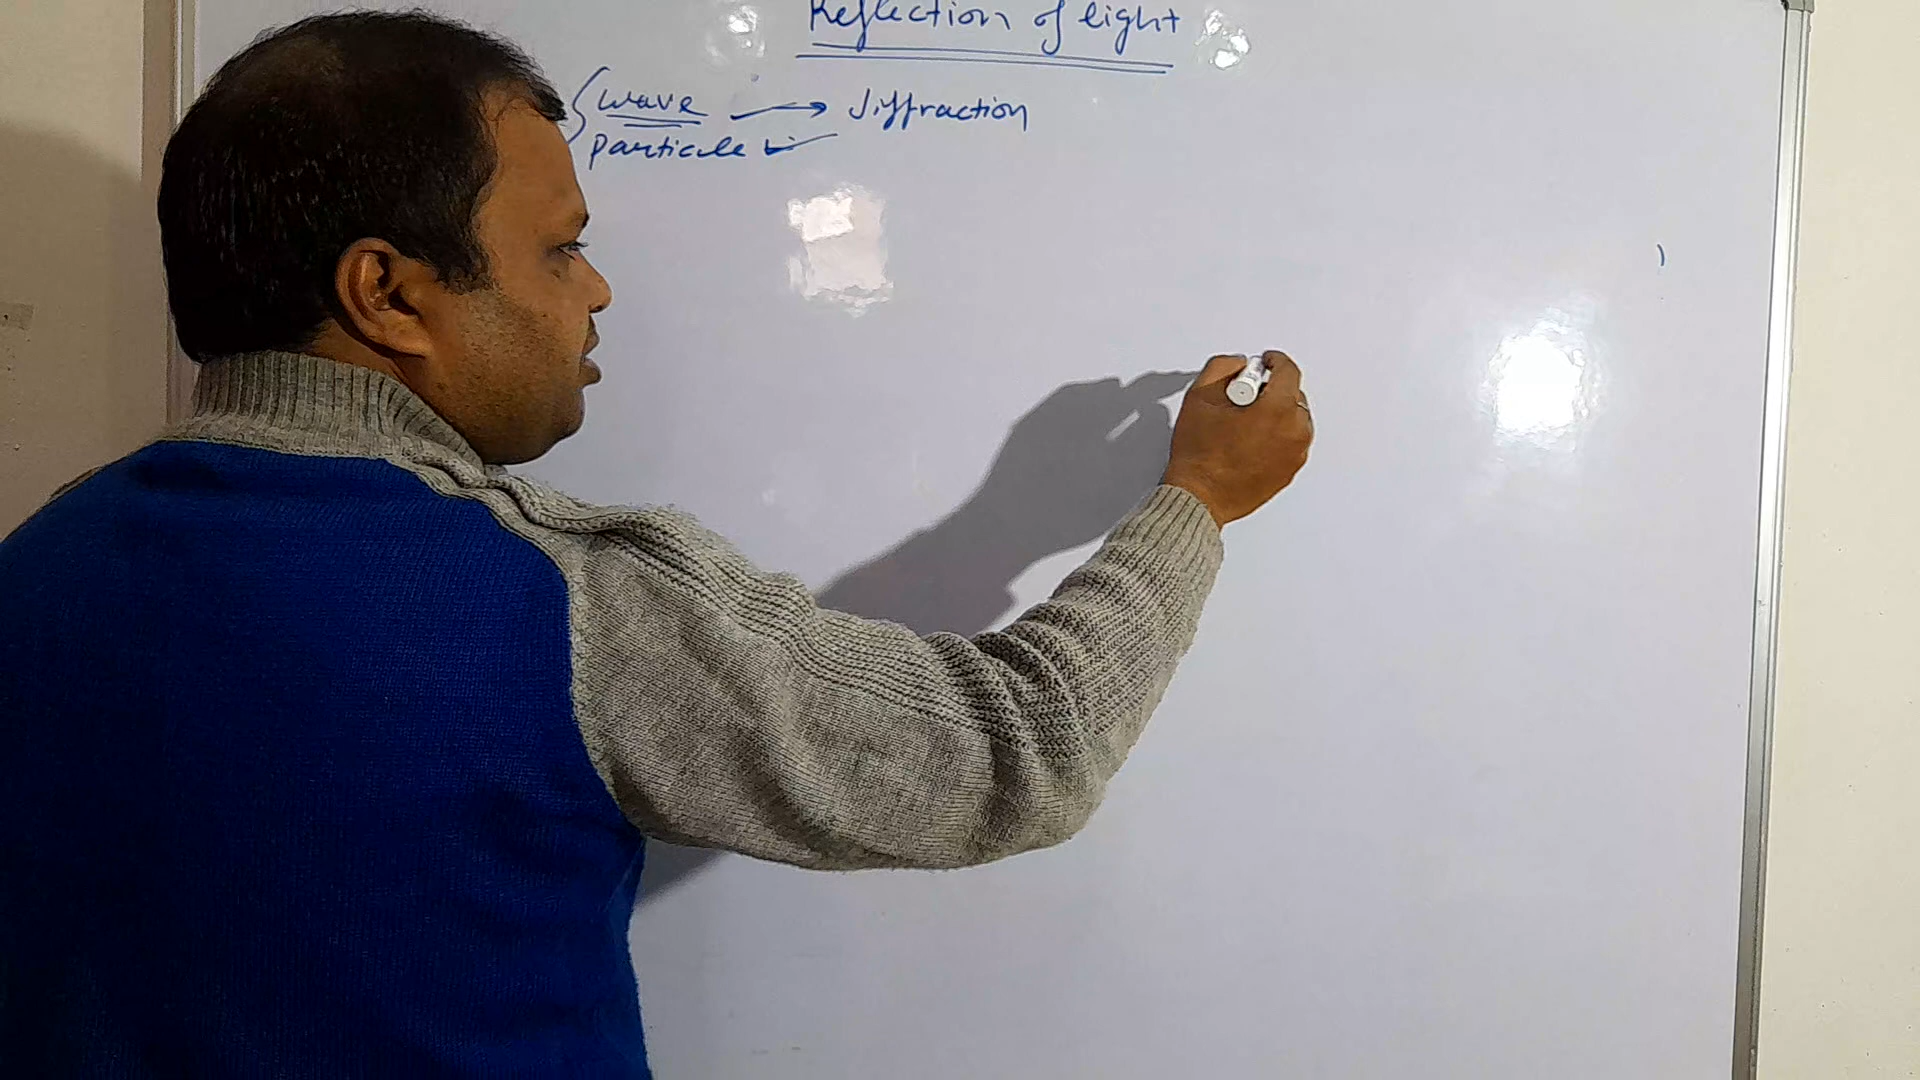 Reflection of light
wave → diffraction
particle